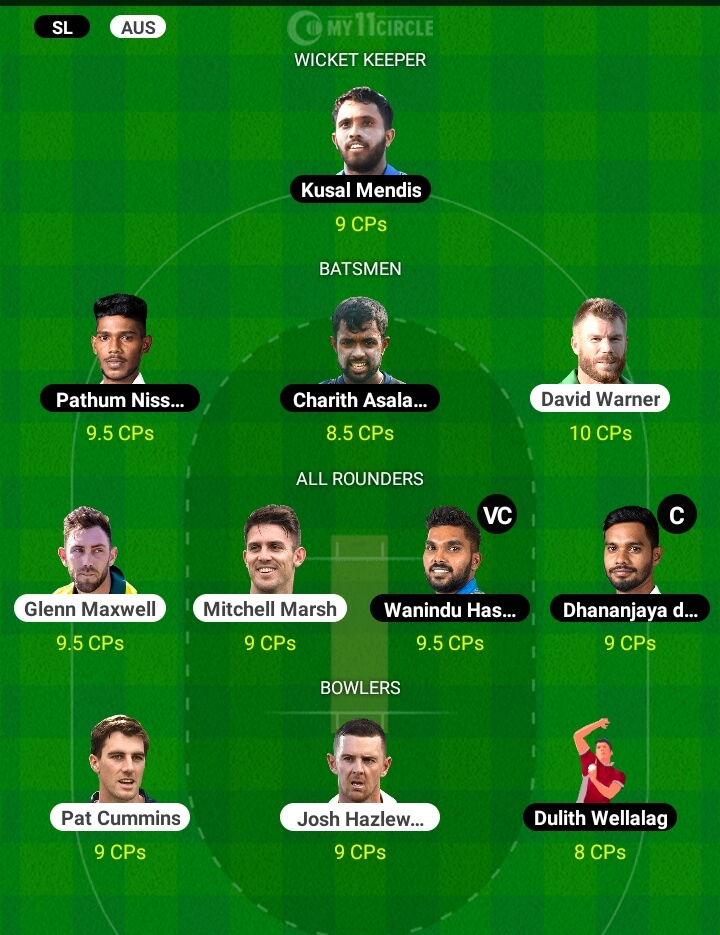 SL AUS
MY11CIRCLE
WICKET KEEPER
Kusal Mendis
9 CPs
BATSMEN
Pathum Niss... Charith Asala... David Warner
9.5 CPs 8.5 CPs 10 CPs
ALL ROUNDERS
VC C
Glenn Maxwell Mitchell Marsh Wanindu Has... Dhananjaya d...
9.5 CPs 9 CPs 9.5 CPs 9 CPs
BOWLERS
Pat Cummins Josh Hazlew... Dulith Wellalag
9 CPs 9 CPs 8 CPs